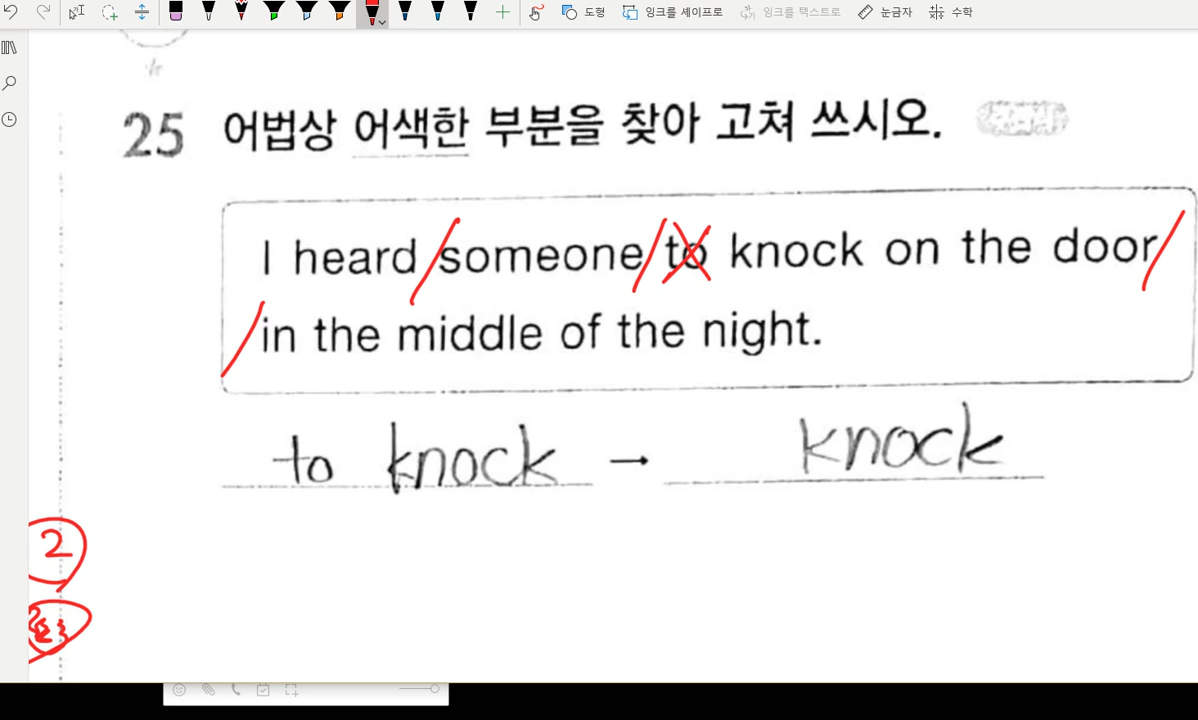 도형 잉크를 셰이프로 잉크를 텍스트로 눈금자 수학
25 어법상 어색한 부분을 찾아 고쳐 쓰시오.
I heard someone to knock on the door
in the middle of the night.
to knock → knock
2